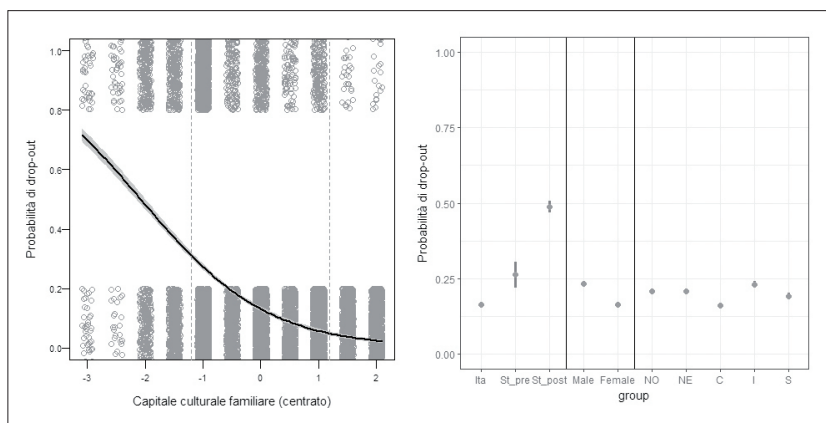 Probabilità di drop-out
1.0
0.8
0.6
0.4
0.2
0.0
-3 -2 -1 0 1 2
Capitale culturale familiare (centrato)
Probabilità di drop-out
1.00
0.75
0.50
0.25
0.00
Ita St_pre St_post Male Female NO NE C I S
group